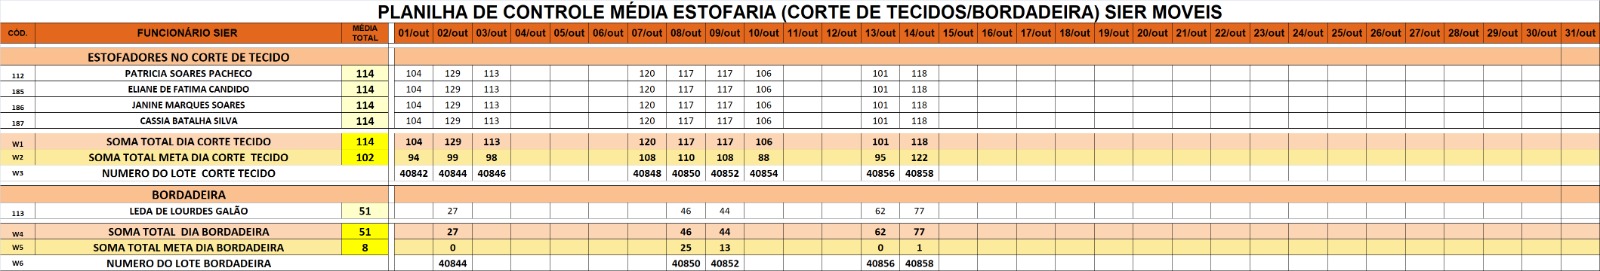 PLANILHA DE CONTROLE MÉDIA ESTOFARIA (CORTE DE TECIDOS/BORDADEIRA) SIER MOVEIS
CÓD. FUNCIONÁRIO SIER MÉDIA TOTAL 01/out 02/out 03/out 04/out 05/out 06/out 07/out 08/out 09/out 10/out 11/out 12/out 13/out 14/out 15/out 16/out 17/out 18/out 19/out 20/out 21/out 22/out 23/out 24/out 25/out 26/out 27/out 28/out 29/out 30/out 31/out
ESTOFADORES NO CORTE DE TECIDO
112 PATRICIA SOARES PACHECO 114 104 129 113 120 117 117 106 101 118
185 ELIANE DE FATIMA CANDIDO 114 104 129 113 120 117 117 106 101 118
186 JANINE MARQUES SOARES 114 104 129 113 120 117 117 106 101 118
187 CASSIA BATALHA SILVA 114 104 129 113 120 117 117 106 101 118
W1 SOMA TOTAL DIA CORTE TECIDO 114 104 129 113 120 117 117 106 101 118
W2 SOMA TOTAL META DIA CORTE TECIDO 102 94 99 98 108 110 108 88 95 122
W3 NUMERO DO LOTE CORTE TECIDO 40842 40844 40846 40848 40850 40852 40854 40856 40858
BORDADEIRA
113 LEDA DE LOURDES GALÃO 51 27 46 44 62 77
W4 SOMA TOTAL DIA BORDADEIRA 51 27 46 44 62 77
W5 SOMA TOTAL META DIA BORDADEIRA 8 0 25 13 0 1
W6 NUMERO DO LOTE BORDADEIRA 40844 40850 40852 40856 40858